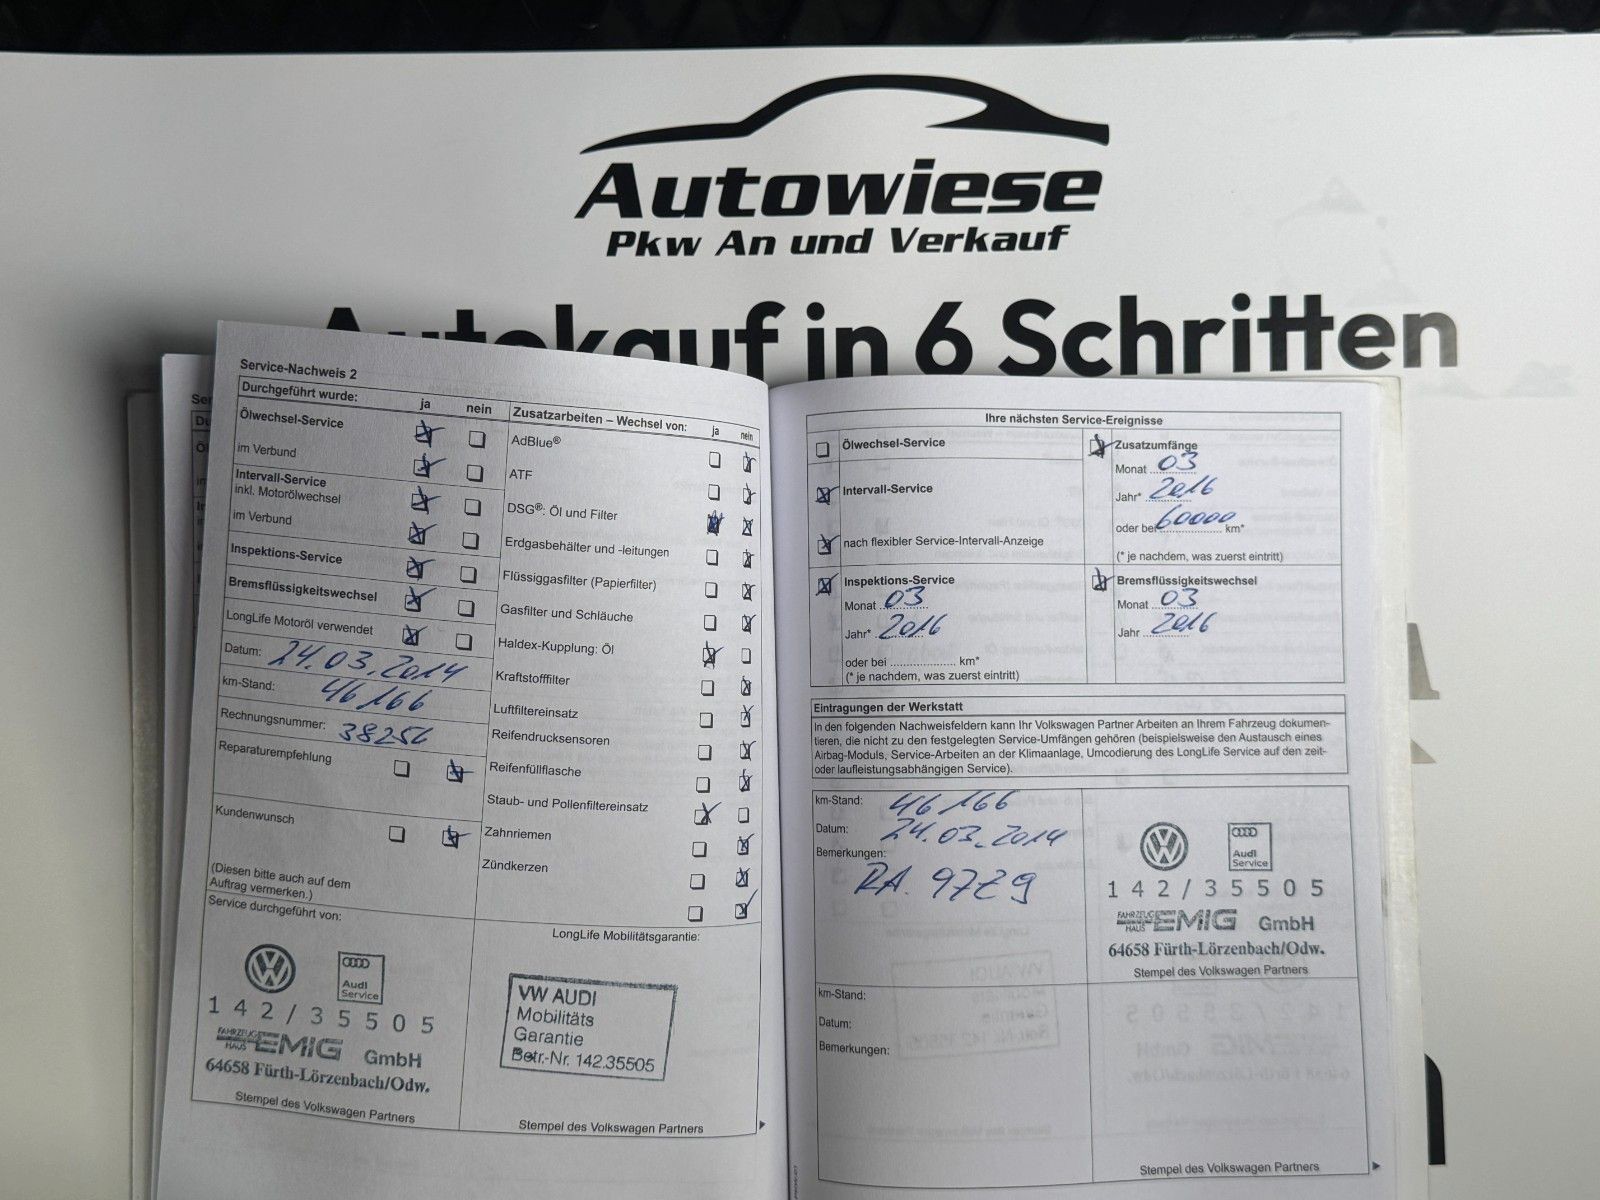 Autowiese
Pkw An und Verkauf
Autokauf in 6 Schritten
Service-Nachweis 2
Durchgeführt wurde:
ja nein
Ölwechsel-Service
im Verbund
Intervall-Service
inkl. Motorölwechsel
im Verbund
Inspektions-Service
Bremsflüssigkeitswechsel
LongLife Motoröl verwendet
Datum: 24.03.2014
km-Stand: 46166
Rechnungsnummer:
Reparaturempfehlung
Kundenwunsch
(Diesen bitte auch auf dem
Auftrag vermerken.)
Service durchgeführt von:
Audi
Service
142/35505
FAHRZEUG
HAUS EMIG GmbH
64658 Fürth-Lörzenbach/Odw.
Stempel des Volkswagen Partners
Zusatzarbeiten – Wechsel von:
ja nein
AdBlue®
ATF
DSG®: Öl und Filter
Erdgasbehälter und -leitungen
Flüssiggasfilter (Papierfilter)
Gasfilter und Schläuche
Haldex-Kupplung: Öl
Kraftstofffilter
Luftfiltereinsatz
Reifendrucksensoren
Reifenfüllflasche
Staub- und Pollenfiltereinsatz
Zahnriemen
Zündkerzen
LongLife Mobilitätsgarantie:
VW AUDI
Mobilitäts
Garantie
Betr.-Nr. 142.35505
Stempel des Volkswagen Partners
Ihre nächsten Service-Ereignisse
Ölwechsel-Service
Intervall-Service
nach flexibler Service-Intervall-Anzeige
Zusatzumfänge
Monat 03
Jahr* 2016
oder bei 60000 km*
(* je nachdem, was zuerst eintritt)
Inspektions-Service
Monat 03
Jahr* 2016
oder bei .................... km*
(* je nachdem, was zuerst eintritt)
Bremsflüssigkeitswechsel
Monat 03
Jahr 2016
Eintragungen der Werkstatt
In den folgenden Nachweisfeldern kann Ihr Volkswagen Partner Arbeiten an Ihrem Fahrzeug dokumen-
tieren, die nicht zu den festgelegten Service-Umfängen gehören (beispielsweise den Austausch eines
Airbag-Moduls, Service-Arbeiten an der Klimaanlage, Umcodierung des LongLife Service auf den zeit-
oder laufleistungsabhängigen Service).
km-Stand: 46166
Datum: 24.03.2014
Bemerkungen:
RA. 97Z9
Audi
Service
142/35505
FAHRZEUG
HAUS EMIG GmbH
64658 Fürth-Lörzenbach/Odw.
Stempel des Volkswagen Partners
km-Stand:
Datum:
Bemerkungen:
Stempel des Volkswagen Partners